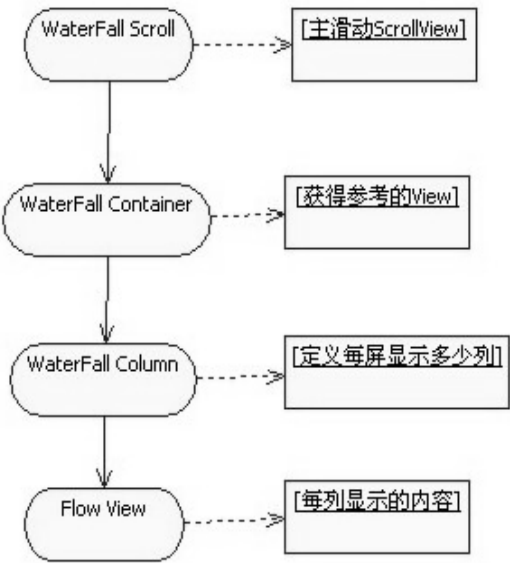 WaterFall Scroll
[主滑动ScrollView]
WaterFall Container
[获得参考的View]
WaterFall Column
[定义每屏显示多少列]
Flow View
[每列显示的内容]